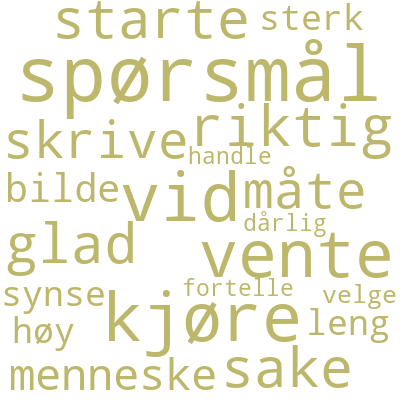 starte
sterk
spørsmål
riktig
skrive
handle
bilde
vid
måte
dårlig
glad
vente
synse
fortelle
velge
kjøre
høy
leng
menneske
sake